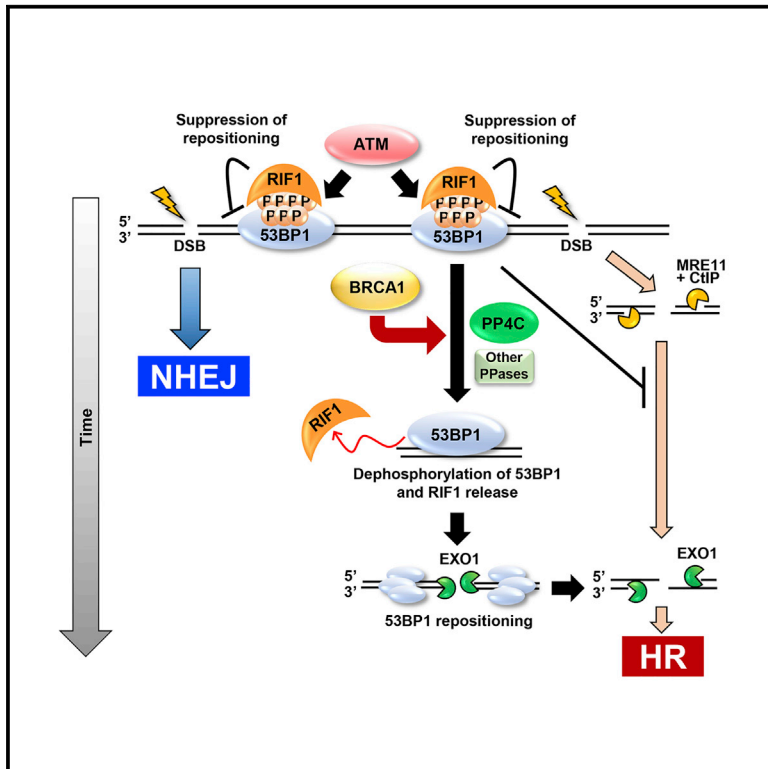 Suppression of
repositioning
ATM
Suppression of
repositioning
RIF1
P P P P
P P P
53BP1
RIF1
P P P P
P P P
53BP1
5’
3’
DSB
DSB
MRE11
+ CtIP
5’
3’
BRCA1
PP4C
Other
PPases
NHEJ
Time
RIF1
53BP1
Dephosphorylation of 53BP1
and RIF1 release
EXO1
5’
3’
53BP1 repositioning
EXO1
5’
3’
HR